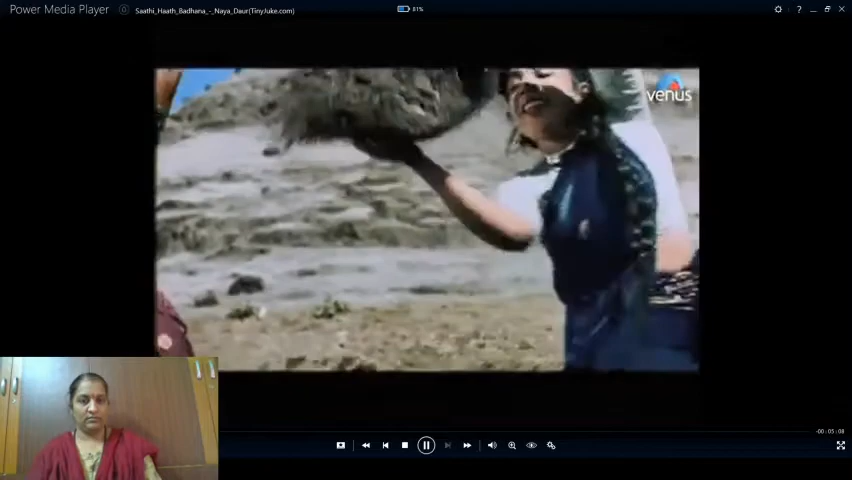 Power Media Player
Saathi_Haath_Badhana_-_Naya_Daur(TinyJuke.com)
81%
venus
-00:05:08